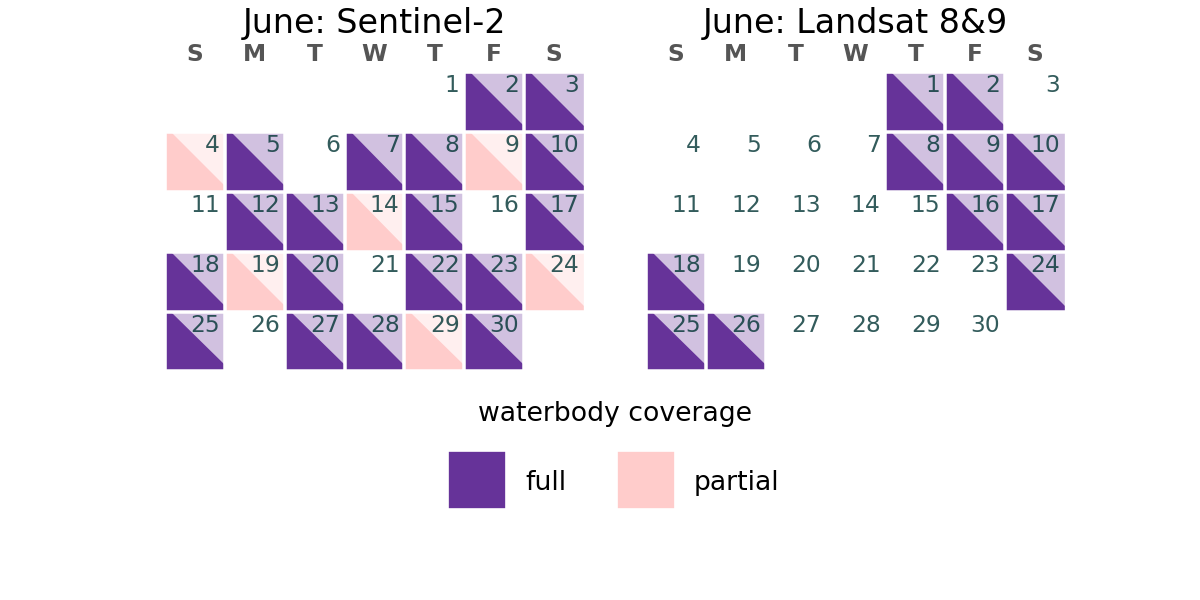 June: Sentinel-2
S M T W T F S
1 2 3
4 5 6 7 8 9 10
11 12 13 14 15 16 17
18 19 20 21 22 23 24
25 26 27 28 29 30
June: Landsat 8&9
S M T W T F S
1 2 3
4 5 6 7 8 9 10
11 12 13 14 15 16 17
18 19 20 21 22 23 24
25 26 27 28 29 30
waterbody coverage
full
partial